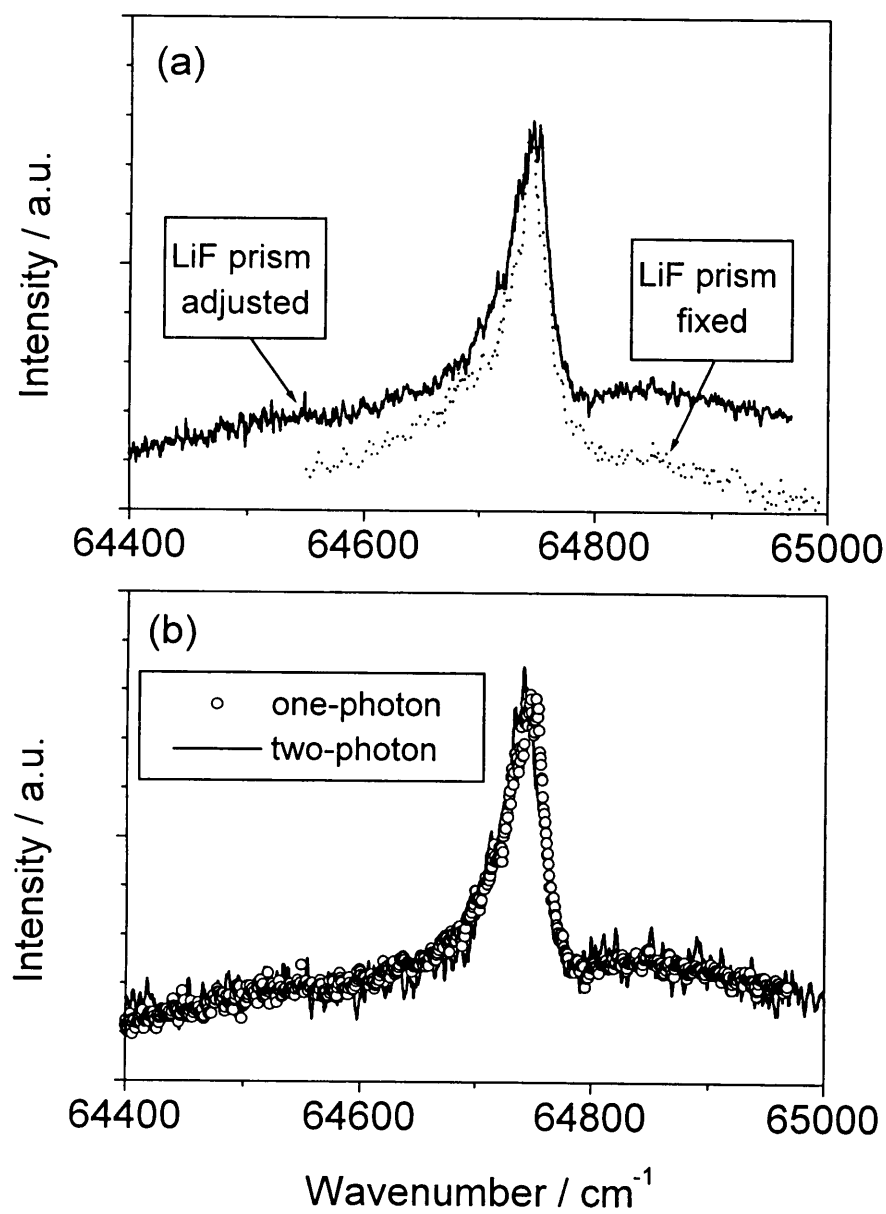 (a)
Intensity / a.u.
LiF prism
adjusted
LiF prism
fixed
64400 64600 64800 65000
(b)
one-photon
two-photon
Intensity / a.u.
64400 64600 64800 65000
Wavenumber / cm⁻¹